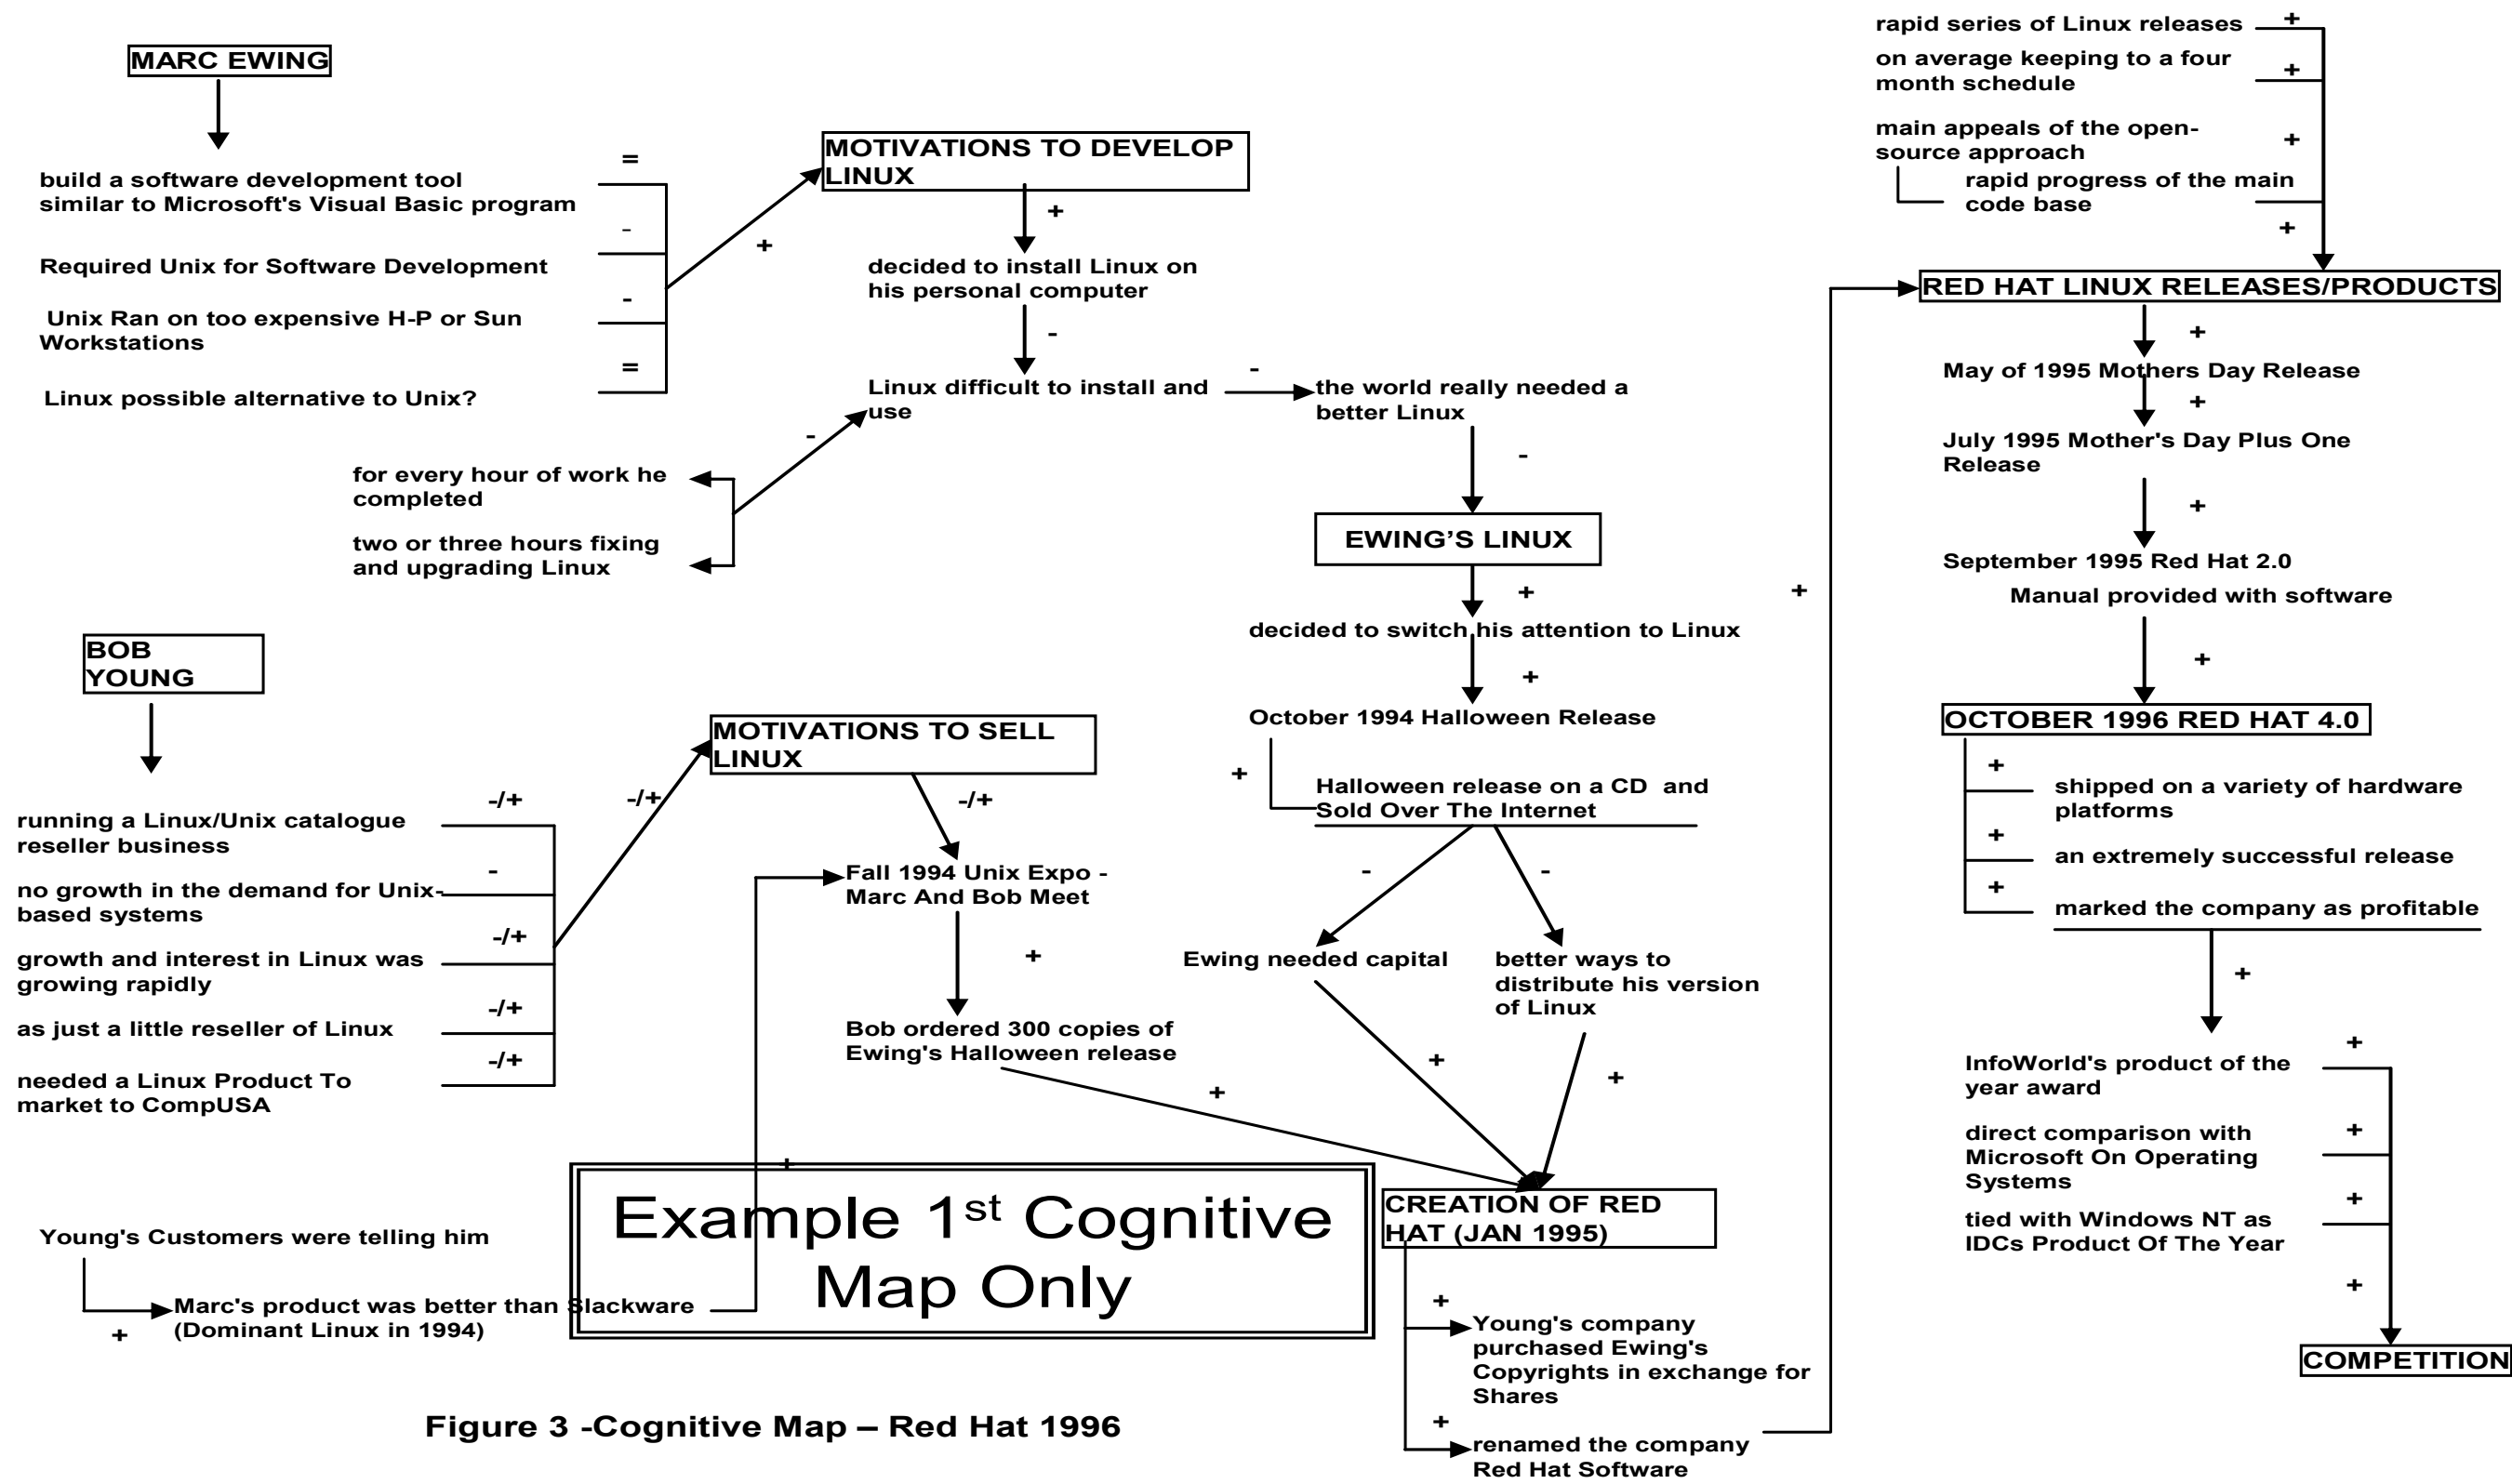 MARC EWING
=
build a software development tool
similar to Microsoft's Visual Basic program
-
Required Unix for Software Development
-
Unix Ran on too expensive H-P or Sun
Workstations
=
Linux possible alternative to Unix?
+
MOTIVATIONS TO DEVELOP
LINUX
+
decided to install Linux on
his personal computer
-
Linux difficult to install and
use
-
for every hour of work he
completed
two or three hours fixing
and upgrading Linux
-
the world really needed a
better Linux
-
EWING’S LINUX
+
decided to switch his attention to Linux
+
October 1994 Halloween Release
+
Halloween release on a CD and
Sold Over The Internet
-
-
Ewing needed capital
better ways to
distribute his version
of Linux
+
+
BOB
YOUNG
-/+
running a Linux/Unix catalogue
reseller business
-
no growth in the demand for Unix-
based systems
-/+
growth and interest in Linux was
growing rapidly
-/+
as just a little reseller of Linux
-/+
needed a Linux Product To
market to CompUSA
-/+
MOTIVATIONS TO SELL
LINUX
-/+
Fall 1994 Unix Expo -
Marc And Bob Meet
+
Bob ordered 300 copies of
Ewing's Halloween release
+
Young's Customers were telling him
+
Marc's product was better than Slackware
(Dominant Linux in 1994)
+
Example 1st Cognitive
Map Only
CREATION OF RED
HAT (JAN 1995)
+
Young's company
purchased Ewing's
Copyrights in exchange for
Shares
+
renamed the company
Red Hat Software
+
rapid series of Linux releases
+
on average keeping to a four
month schedule
+
main appeals of the open-
source approach
+
rapid progress of the main
code base
+
RED HAT LINUX RELEASES/PRODUCTS
+
May of 1995 Mothers Day Release
+
July 1995 Mother's Day Plus One
Release
+
September 1995 Red Hat 2.0
Manual provided with software
+
OCTOBER 1996 RED HAT 4.0
+
shipped on a variety of hardware
platforms
+
an extremely successful release
+
marked the company as profitable
+
InfoWorld's product of the
year award
+
direct comparison with
Microsoft On Operating
Systems
+
tied with Windows NT as
IDCs Product Of The Year
+
+
COMPETITION
Figure 3 -Cognitive Map – Red Hat 1996